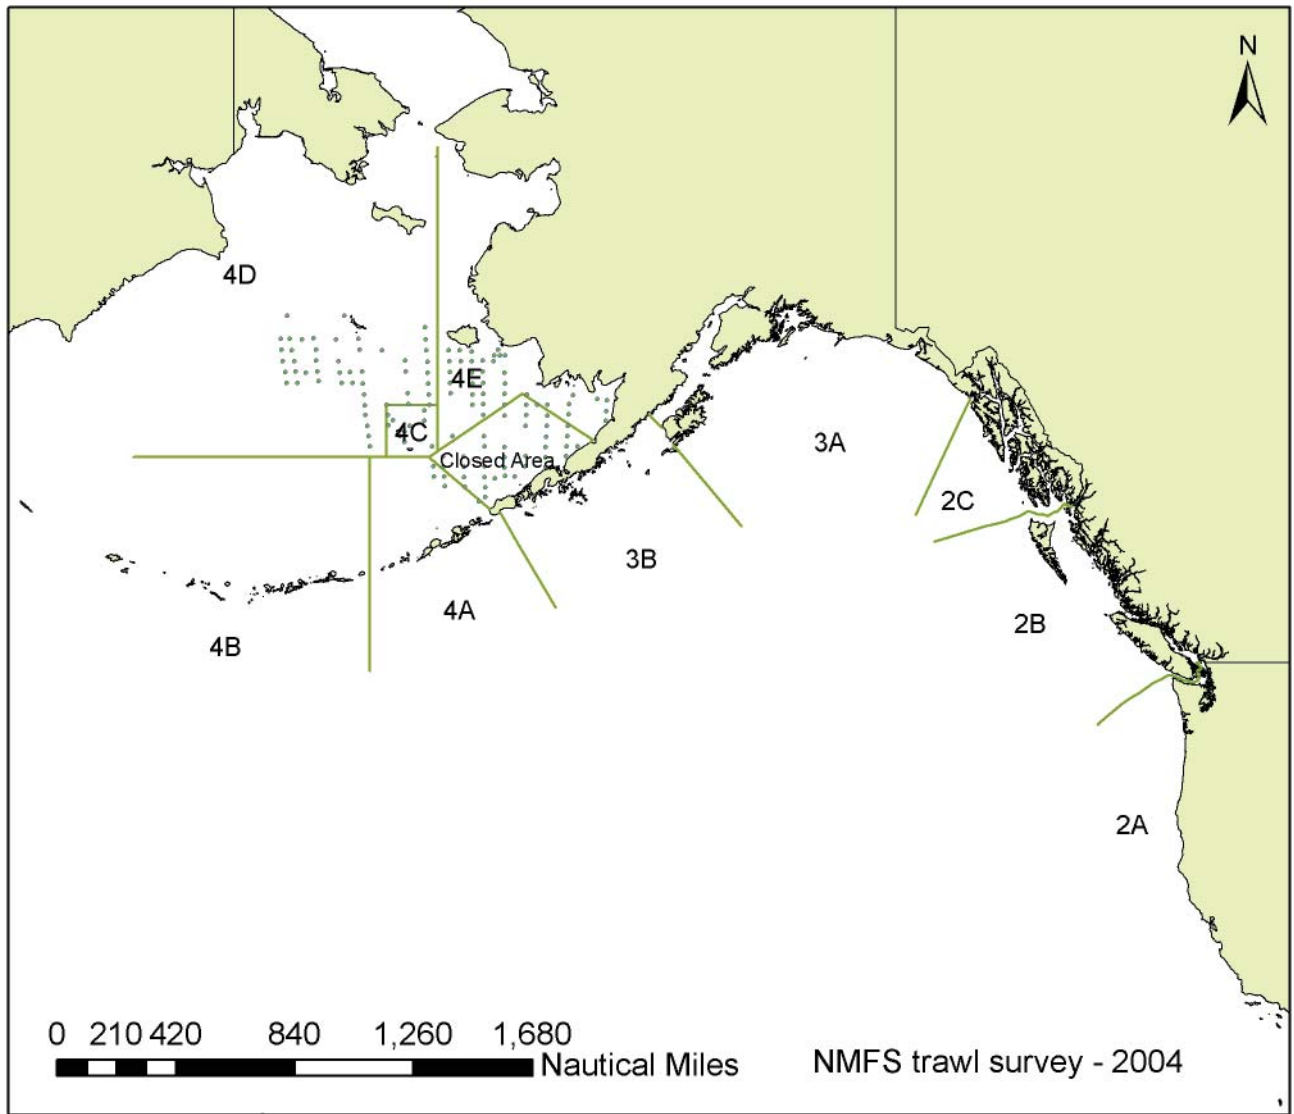 N
4D
4E
4C
Closed Area
3A
2C
3B
4A
2B
4B
2A
0 210 420 840 1,260 1,680
Nautical Miles
NMFS trawl survey - 2004